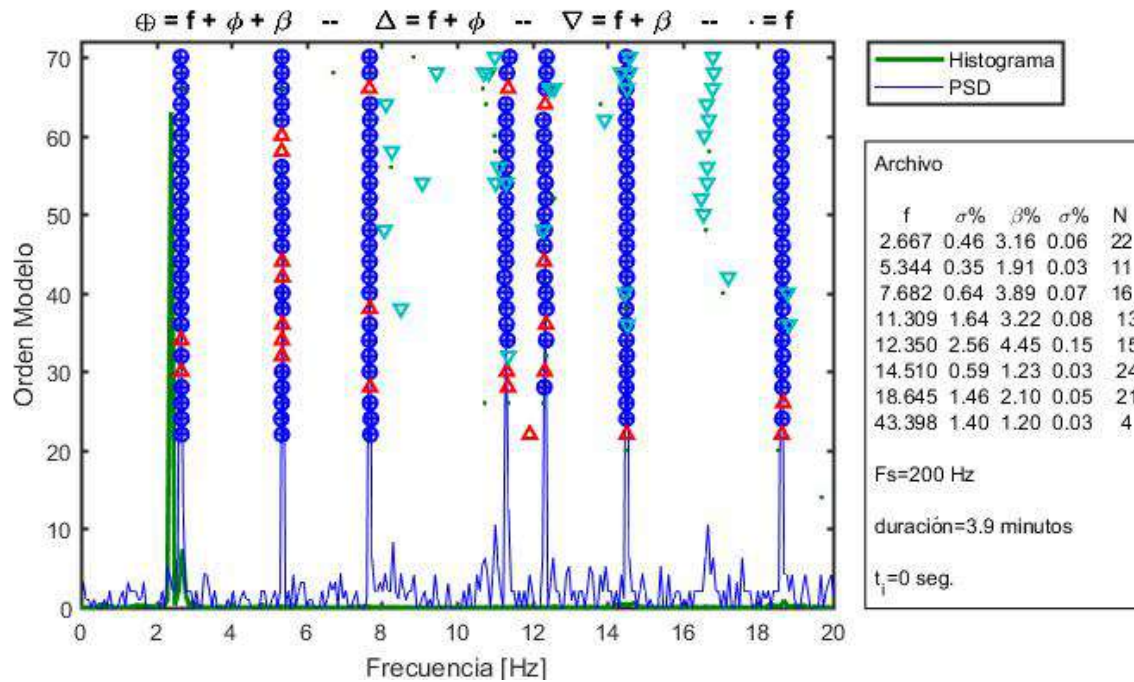 ⊕ = f + ϕ + β -- Δ = f + ϕ -- ∇ = f + β -- · = f
70
60
50
40
30
20
10
0
Orden Modelo
0 2 4 6 8 10 12 14 16 18 20
Frecuencia [Hz]
Histograma
PSD
Archivo
f σ% β% σ% N
2.667 0.46 3.16 0.06 22
5.344 0.35 1.91 0.03 11
7.682 0.64 3.89 0.07 16
11.309 1.64 3.22 0.08 13
12.350 2.56 4.45 0.15 15
14.510 0.59 1.23 0.03 24
18.645 1.46 2.10 0.05 21
43.398 1.40 1.20 0.03 4
Fs=200 Hz
duración=3.9 minutos
t_i=0 seg.